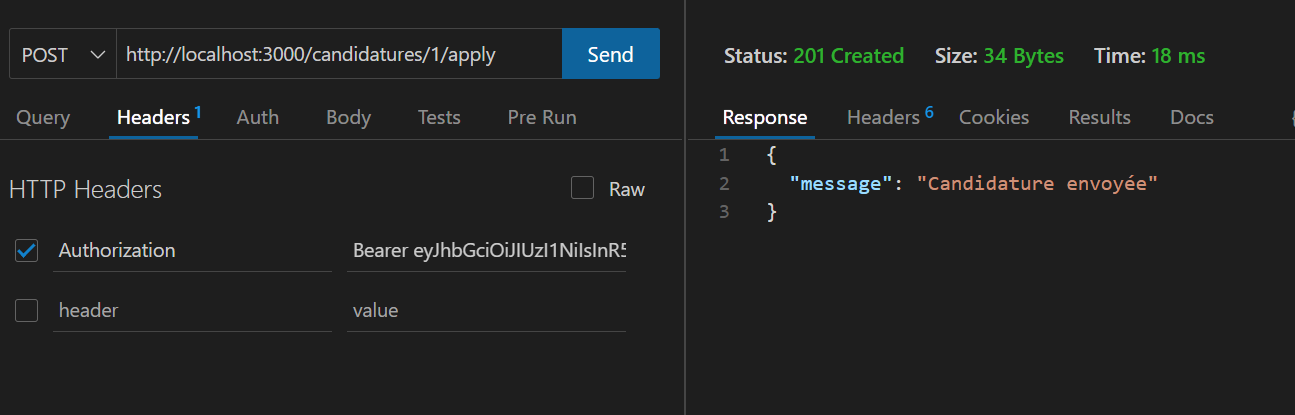 POST http://localhost:3000/candidatures/1/apply Send
Query Headers 1 Auth Body Tests Pre Run
HTTP Headers Raw
Authorization Bearer eyJhbGciOiJIUzI1NiIsInR5
header value
Status: 201 Created Size: 34 Bytes Time: 18 ms
Response Headers 6 Cookies Results Docs
1 {
2 "message": "Candidature envoyée"
3 }